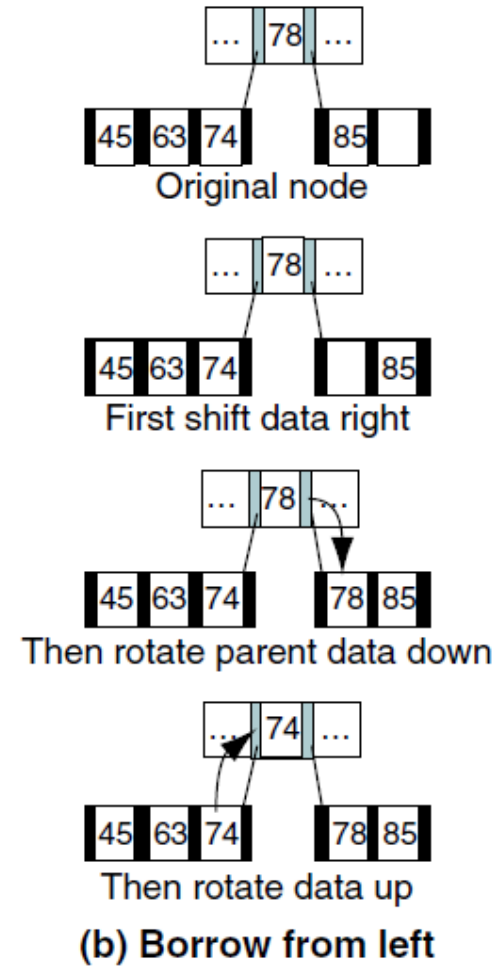 ... 78 ...
45 63 74 85
Original node
... 78 ...
45 63 74 85
First shift data right
... 78 ...
45 63 74 78 85
Then rotate parent data down
... 74 ...
45 63 74 78 85
Then rotate data up
(b) Borrow from left